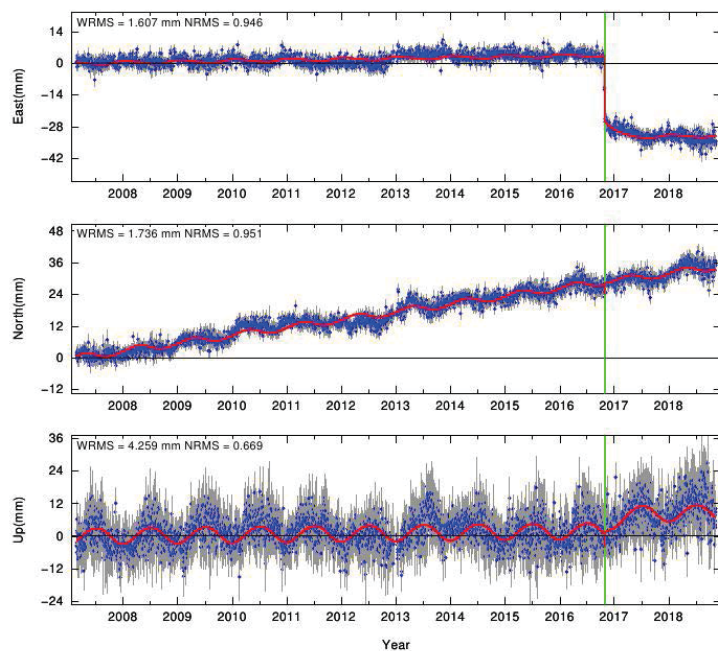 WRMS = 1.607 mm NRMS = 0.946
14
0
−14
−28
−42
East(mm)
2008 2009 2010 2011 2012 2013 2014 2015 2016 2017 2018
WRMS = 1.736 mm NRMS = 0.951
48
36
24
12
0
−12
North(mm)
2008 2009 2010 2011 2012 2013 2014 2015 2016 2017 2018
WRMS = 4.259 mm NRMS = 0.669
36
24
12
0
−12
−24
Up(mm)
2008 2009 2010 2011 2012 2013 2014 2015 2016 2017 2018
Year